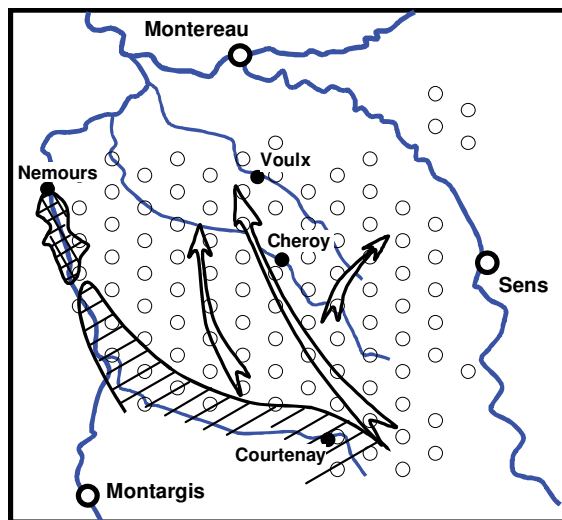 Montereau
Voulx
Nemours
Cheroy
Sens
Courtenay
Montargis